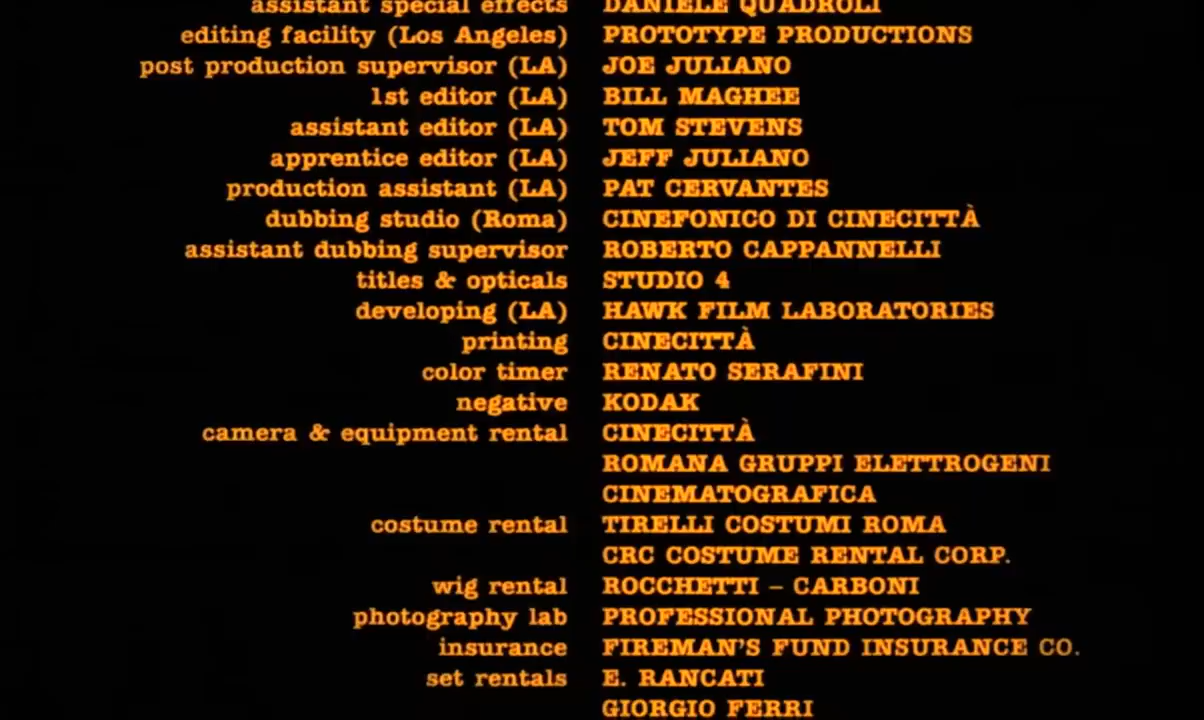 assistant special effects DANIELE QUADROLI
editing facility (Los Angeles) PROTOTYPE PRODUCTIONS
post production supervisor (LA) JOE JULIANO
1st editor (LA) BILL MAGHEE
assistant editor (LA) TOM STEVENS
apprentice editor (LA) JEFF JULIANO
production assistant (LA) PAT CERVANTES
dubbing studio (Roma) CINEFONICO DI CINECITTÀ
assistant dubbing supervisor ROBERTO CAPPANNELLI
titles & opticals STUDIO 4
developing (LA) HAWK FILM LABORATORIES
printing CINECITTÀ
color timer RENATO SERAFINI
negative KODAK
camera & equipment rental CINECITTÀ
ROMANA GRUPPI ELETTROGENI
CINEMATOGRAFICA
costume rental TIRELLI COSTUMI ROMA
CRC COSTUME RENTAL CORP.
wig rental ROCCHETTI – CARBONI
photography lab PROFESSIONAL PHOTOGRAPHY
insurance FIREMAN'S FUND INSURANCE CO.
set rentals E. RANCATI
GIORGIO FERRI